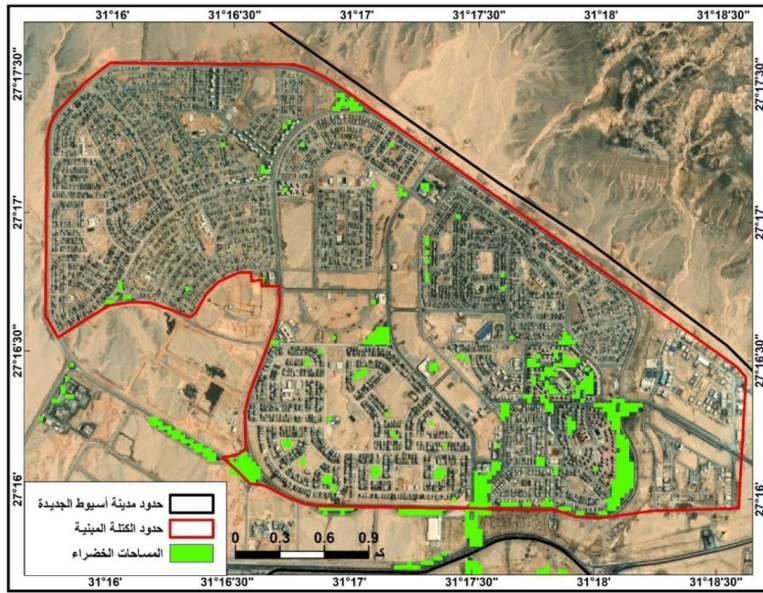 31°16' 31°16'30" 31°17' 31°17'30" 31°18' 31°18'30"
27°17'30" 27°17'30"
27°17' 27°17'
27°16'30" 27°16'30"
27°16' 27°16'
حدود مدينة أسيوط الجديدة
حدود الكتلة المبنية
المساحات الخضراء
0 0.3 0.6 0.9
كم
31°16' 31°16'30" 31°17' 31°17'30" 31°18' 31°18'30"